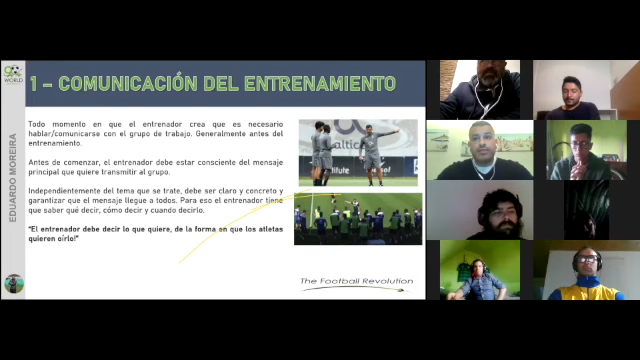 WORLD
1 – COMUNICACIÓN DEL ENTRENAMIENTO
EDUARDO MOREIRA
Todo momento en que el entrenador crea que es necesario
hablar/comunicarse con el grupo de trabajo. Generalmente antes del
entrenamiento.
Antes de comenzar, el entrenador debe estar consciente del mensaje
principal que quiere transmitir al grupo.
Independientemente del tema que se trate, debe ser claro y concreto y
garantizar que el mensaje llegue a todos. Para eso el entrenador tiene
que saber qué decir, cómo decir y cuando decirlo.
"El entrenador debe decir lo que quiere, de la forma en que los atletas
quieren oírlo!"
The Football Revolution